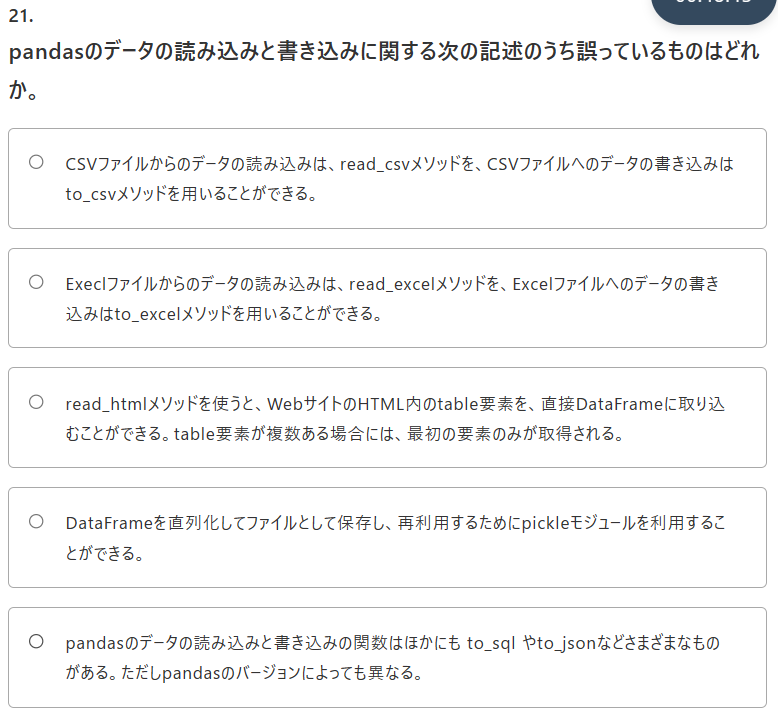 21.
pandasのデータの読み込みと書き込みに関する次の記述のうち誤っているものはどれ
か。
CSVファイルからのデータの読み込みは、read_csvメソッドを、CSVファイルへのデータの書き込みは
to_csvメソッドを用いることができる。
Execlファイルからのデータの読み込みは、read_excelメソッドを、Excelファイルへのデータの書き
込みはto_excelメソッドを用いることができる。
read_htmlメソッドを使うと、WebサイトのHTML内のtable要素を、直接DataFrameに取り込
むことができる。table要素が複数ある場合には、最初の要素のみが取得される。
DataFrameを直列化してファイルとして保存し、再利用するためにpickleモジュールを利用するこ
とができる。
pandasのデータの読み込みと書き込みの関数はほかにも to_sql やto_jsonなどさまざまなもの
がある。ただしpandasのバージョンによっても異なる。